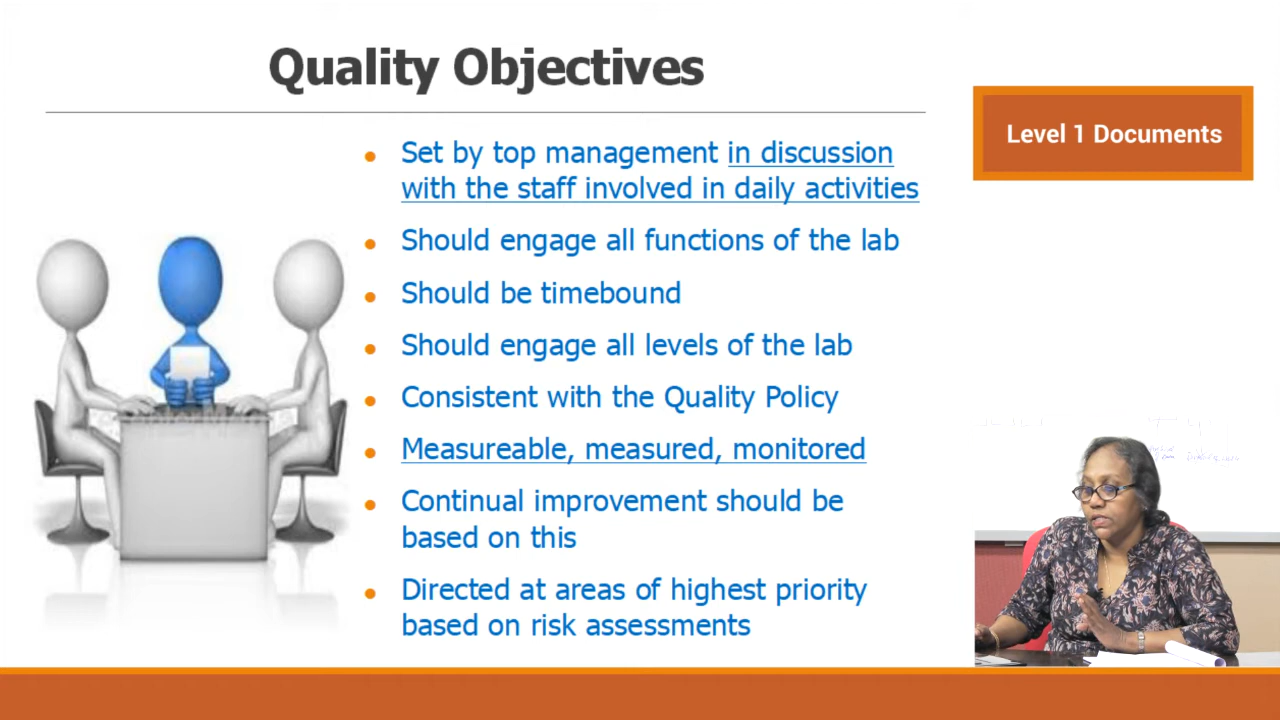 Quality Objectives
Level 1 Documents
Set by top management in discussion
with the staff involved in daily activities
Should engage all functions of the lab
Should be timebound
Should engage all levels of the lab
Consistent with the Quality Policy
Measureable, measured, monitored
Continual improvement should be
based on this
Directed at areas of highest priority
based on risk assessments